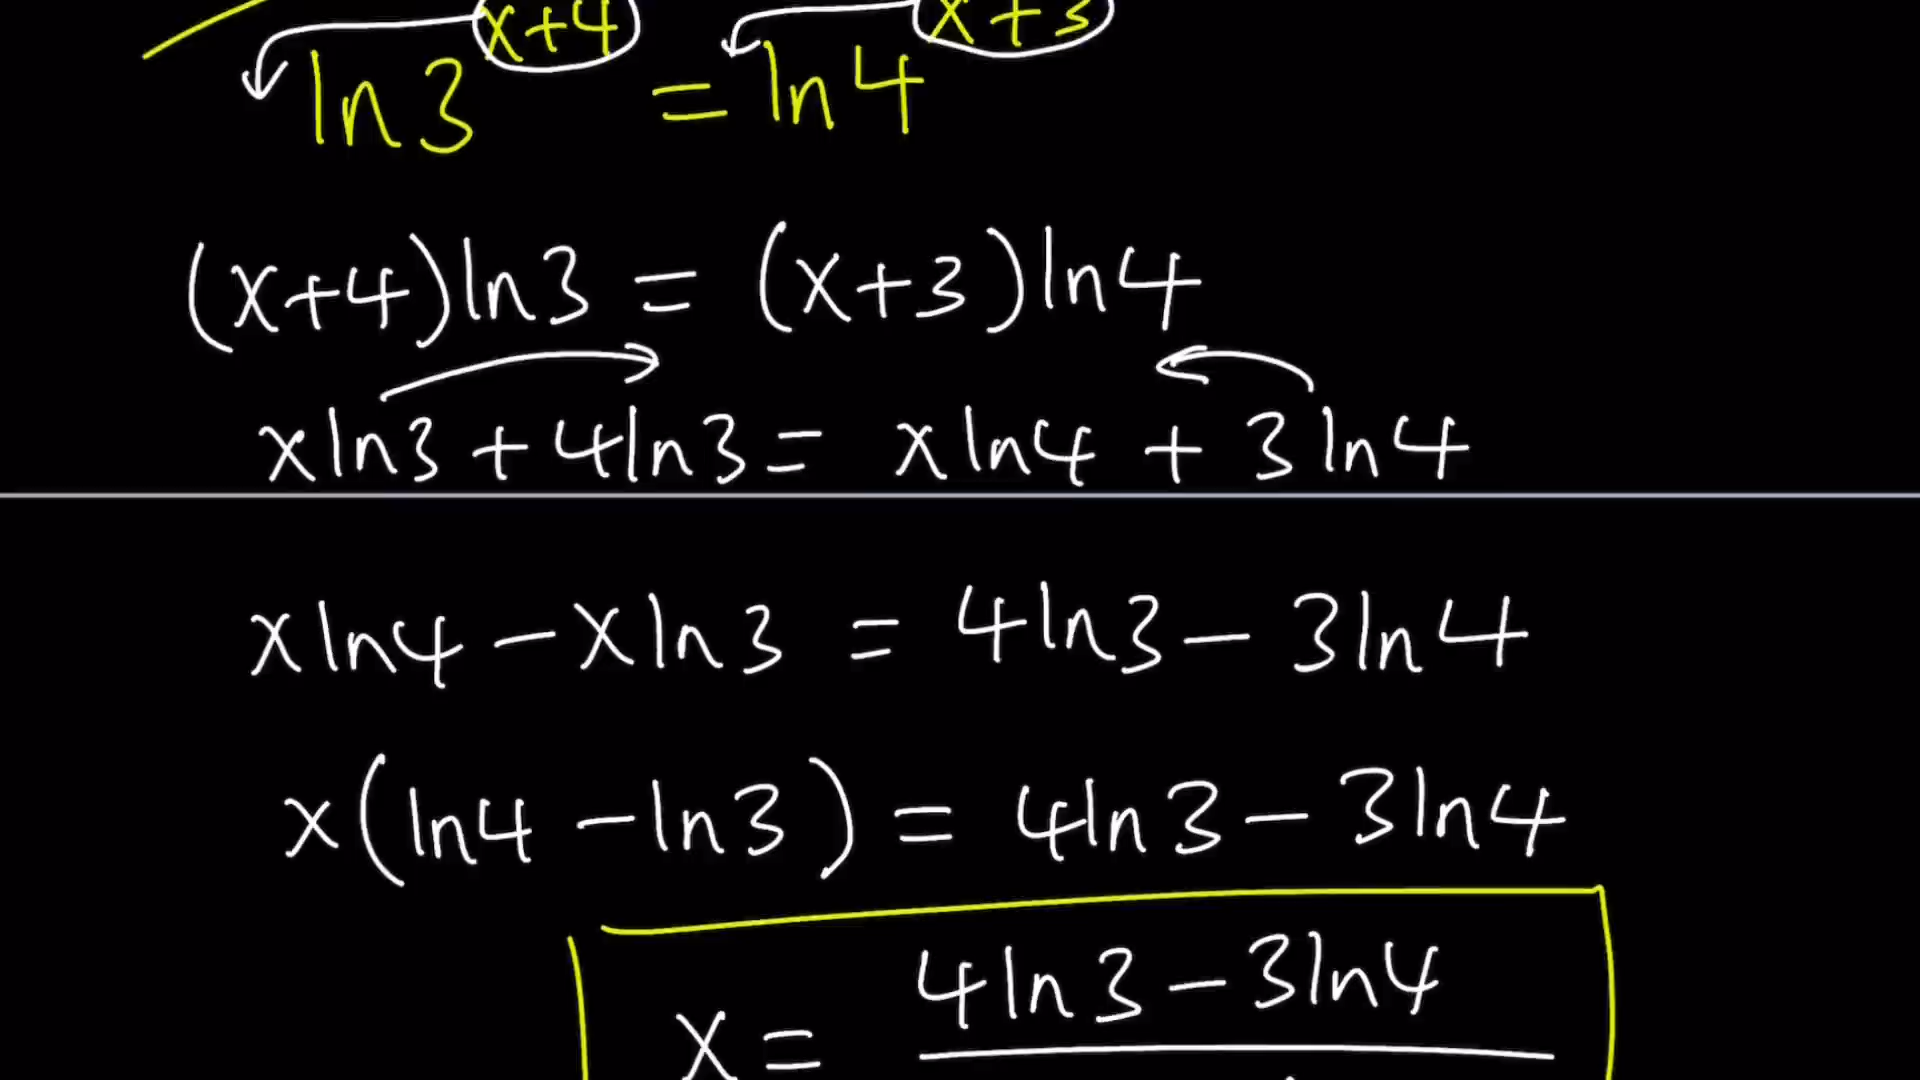 ln3^(x+4) = ln4^(x+3)
(x+4)ln3 = (x+3)ln4
xln3 + 4ln3 = xln4 + 3ln4
xln4 - xln3 = 4ln3 - 3ln4
x(ln4 - ln3) = 4ln3 - 3ln4
4ln3 - 3ln4
x =